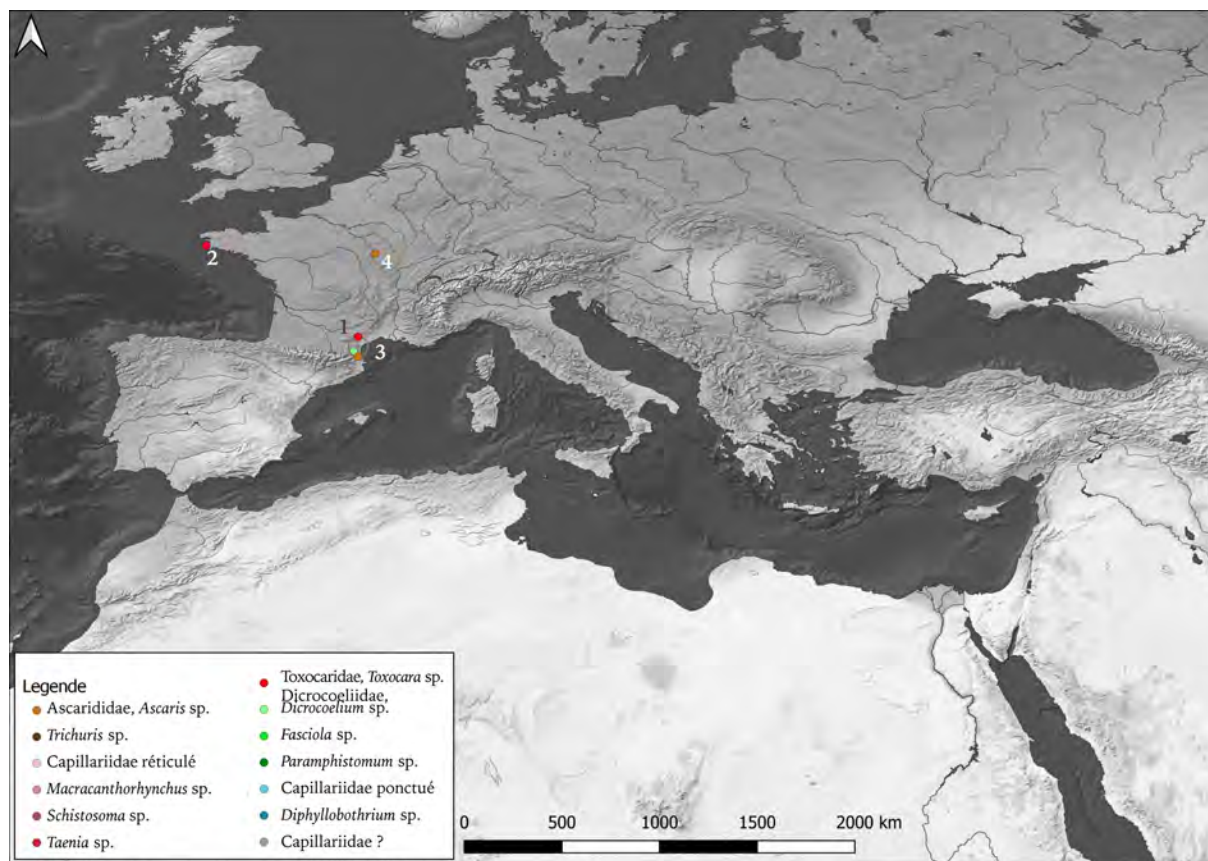 2
4
1
3
Legende
Ascarididae, Ascaris sp.
Trichuris sp.
Capillariidae réticulé
Macracanthorhynchus sp.
Schistosoma sp.
Taenia sp.
Toxocaridae, Toxocara sp.
Dicrocoeliidae,
Dicrocoelium sp.
Fasciola sp.
Paramphistomum sp.
Capillariidae ponctué
Diphyllobothrium sp.
Capillariidae ?
0 500 1000 1500 2000 km